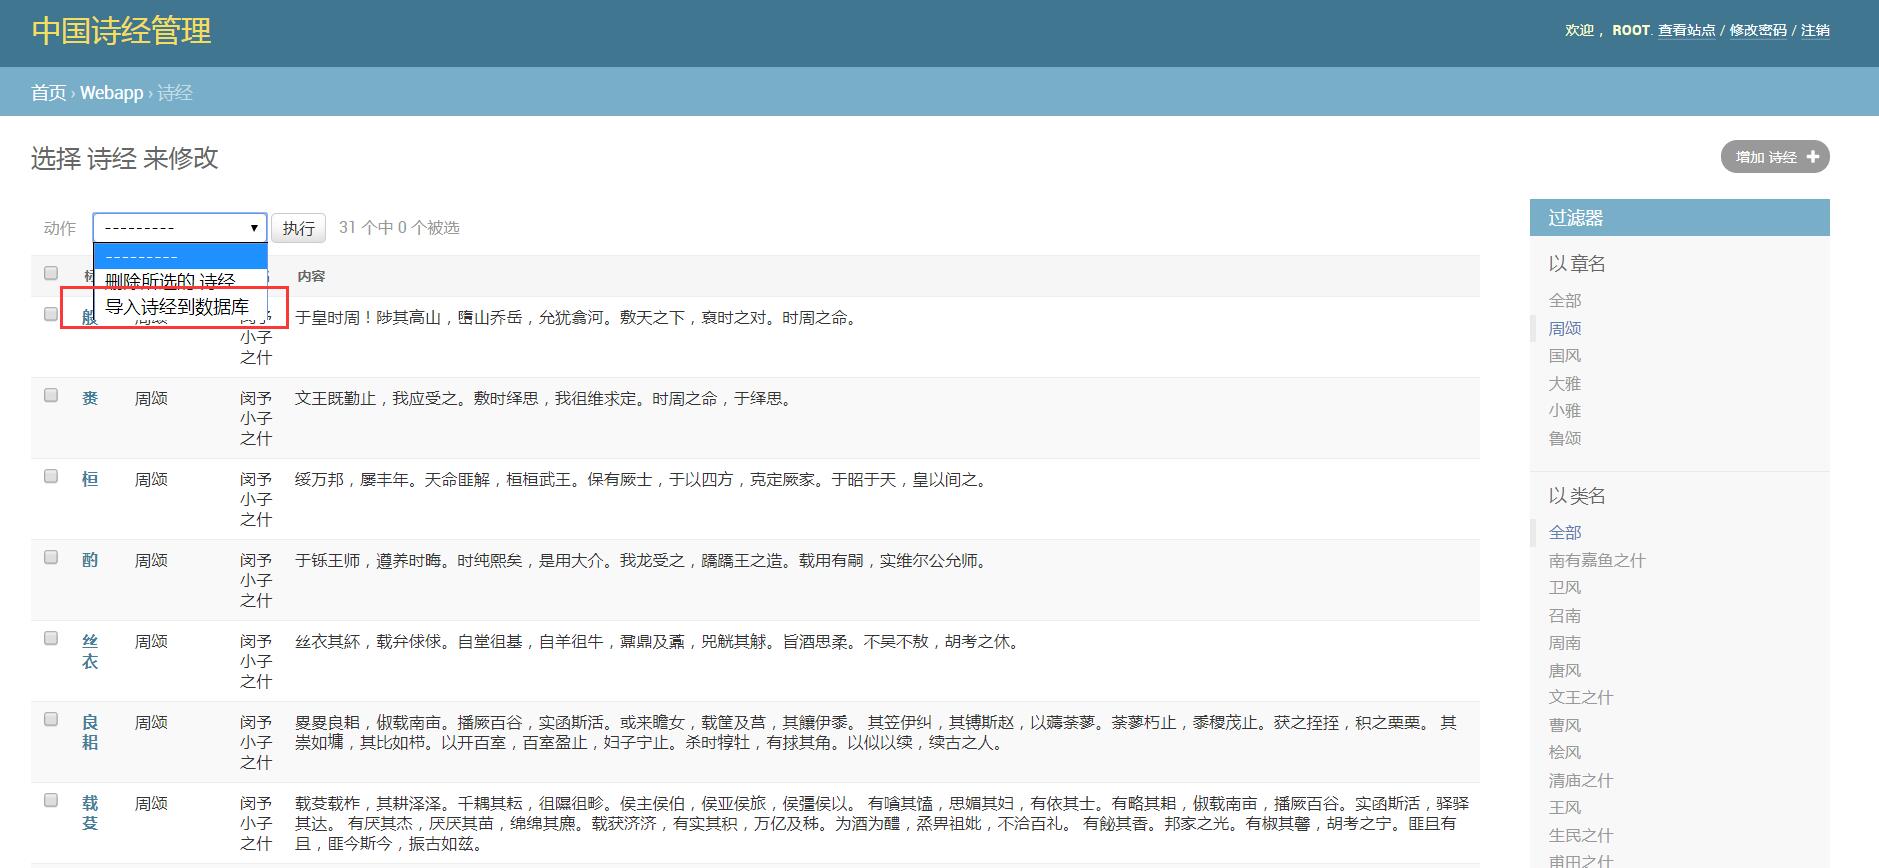 中国诗经管理
欢迎， ROOT. 查看站点 / 修改密码 / 注销
首页 › Webapp › 诗经
选择 诗经 来修改
增加 诗经
动作 --------- 执行 31 个中 0 个被选
---------
删除所选的 诗经
导入诗经到数据库
内容
般
小子
之什
于皇时周！陟其高山，嶞山乔岳，允犹翕河。敷天之下，裒时之对。时周之命。
赉 周颂 闵予
小子
之什
文王既勤止，我应受之。敷时绎思，我徂维求定。时周之命，于绎思。
桓 周颂 闵予
小子
之什
绥万邦，屡丰年。天命匪解，桓桓武王。保有厥士，于以四方，克定厥家。于昭于天，皇以间之。
酌 周颂 闵予
小子
之什
于铄王师，遵养时晦。时纯熙矣，是用大介。我龙受之，蹻蹻王之造。载用有嗣，实维尔公允师。
丝
衣
周颂 闵予
小子
之什
丝衣其紑，载弁俅俅。自堂徂基，自羊徂牛，鼐鼎及鼒，兕觥其觩。旨酒思柔。不吴不敖，胡考之休。
良
耜
周颂 闵予
小子
之什
畟畟良耜，俶载南亩。播厥百谷，实函斯活。或来瞻女，载筐及莒，其饟伊黍。 其笠伊纠，其镈斯赵，以薅荼蓼。荼蓼朽止，黍稷茂止。获之挃挃，积之栗栗。 其
崇如墉，其比如栉。以开百室，百室盈止，妇子宁止。杀时犉牡，有捄其角。以似以续，续古之人。
载
芟
周颂 闵予
小子
之什
载芟载柞，其耕泽泽。千耦其耘，徂隰徂畛。侯主侯伯，侯亚侯旅，侯彊侯以。 有嗿其馌，思媚其妇，有依其士。有略其耜，俶载南亩，播厥百谷。实函斯活，驿驿
其达。 有厌其杰，厌厌其苗，绵绵其麃。载获济济，有实其积，万亿及秭。为酒为醴，烝畀祖妣，不洽百礼。 有飶其香。邦家之光。有椒其馨，胡考之宁。匪且有
且，匪今斯今，振古如兹。
过滤器
以 章名
全部
周颂
国风
大雅
小雅
鲁颂
以 类名
全部
南有嘉鱼之什
卫风
召南
周南
唐风
文王之什
曹风
桧风
清庙之什
王风
生民之什
甫田之什